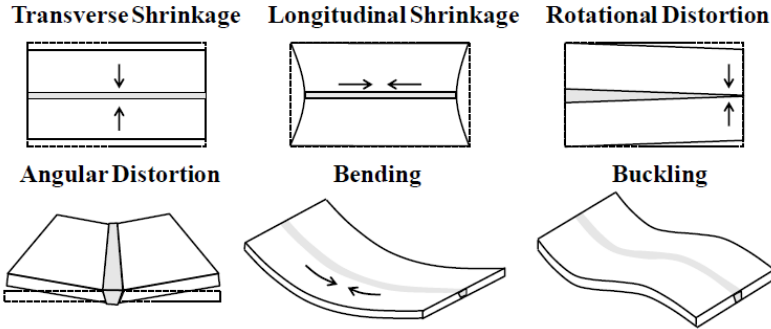 Transverse Shrinkage
Longitudinal Shrinkage
Rotational Distortion
Angular Distortion
Bending
Buckling